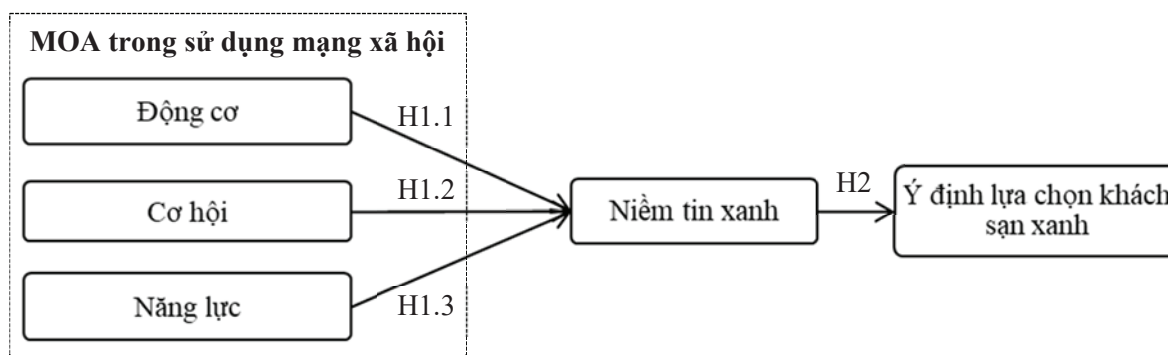 MOA trong sử dụng mạng xã hội
Động cơ
H1.1
Cơ hội
H1.2
Năng lực
H1.3
Niềm tin xanh
H2
Ý định lựa chọn khách
sạn xanh